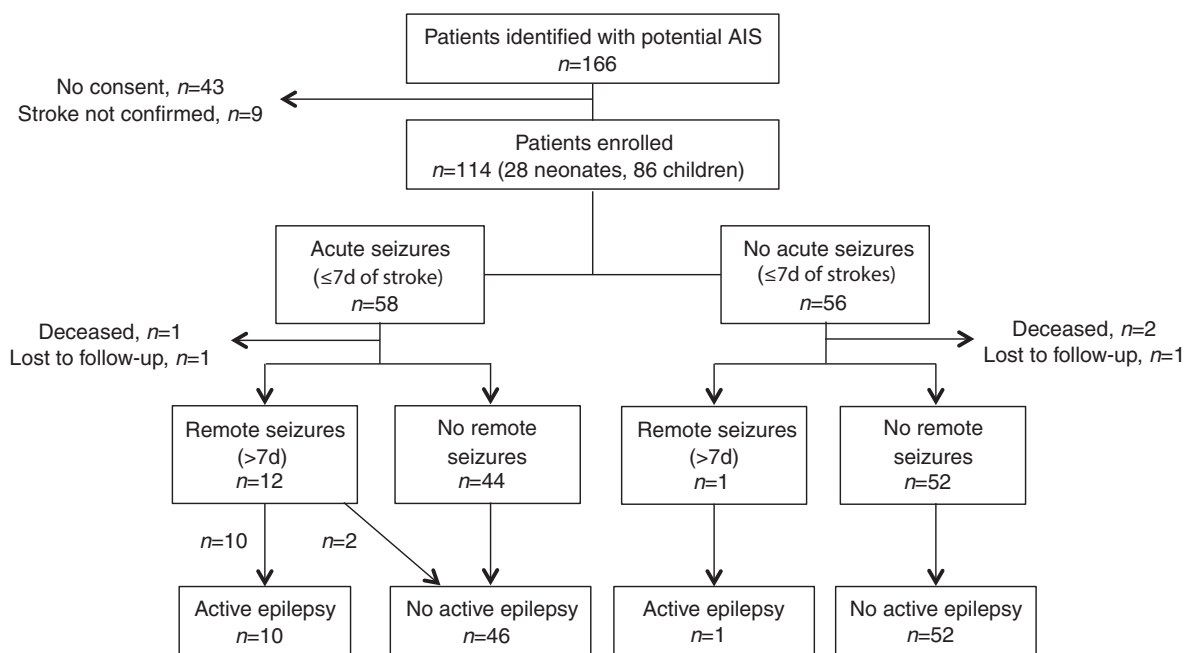 Patients identified with potential AIS
n=166
No consent, n=43
Stroke not confirmed, n=9
Patients enrolled
n=114 (28 neonates, 86 children)
Acute seizures
(≤7d of stroke)
n=58
No acute seizures
(≤7d of strokes)
n=56
Deceased, n=1
Lost to follow-up, n=1
Deceased, n=2
Lost to follow-up, n=1
Remote seizures
(>7d)
n=12
No remote
seizures
n=44
Remote seizures
(>7d)
n=1
No remote
seizures
n=52
n=10
n=2
Active epilepsy
n=10
No active epilepsy
n=46
Active epilepsy
n=1
No active epilepsy
n=52